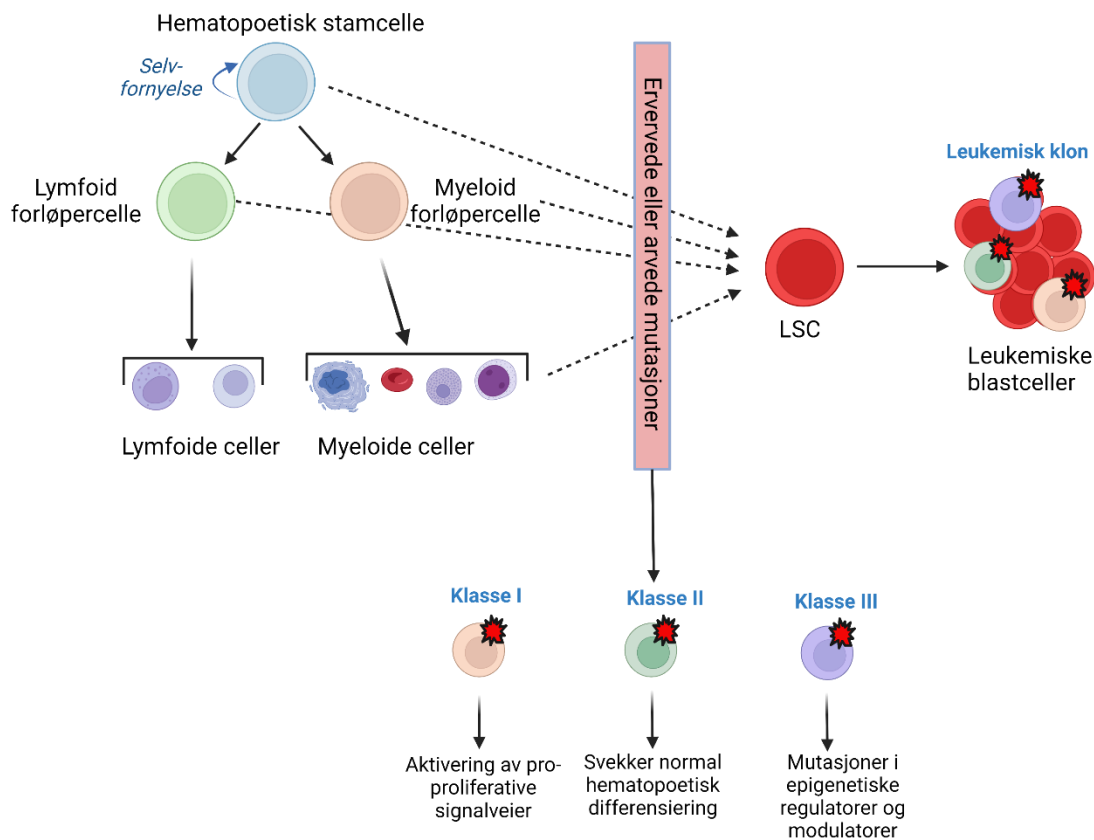 Hematopoetisk stamcelle
Selv-
fornyelse
Lymfoid
forløpercelle
Myeloid
forløpercelle
Lymfoide celler
Myeloide celler
Ervervede eller arvede mutasjoner
LSC
Leukemisk klon
Leukemiske
blastceller
Klasse I
Klasse II
Klasse III
Aktivering av pro-
proliferative
signalveier
Svekker normal
hematopoetisk
differensiering
Mutasjoner i
epigenetiske
regulatorer og
modulatorer